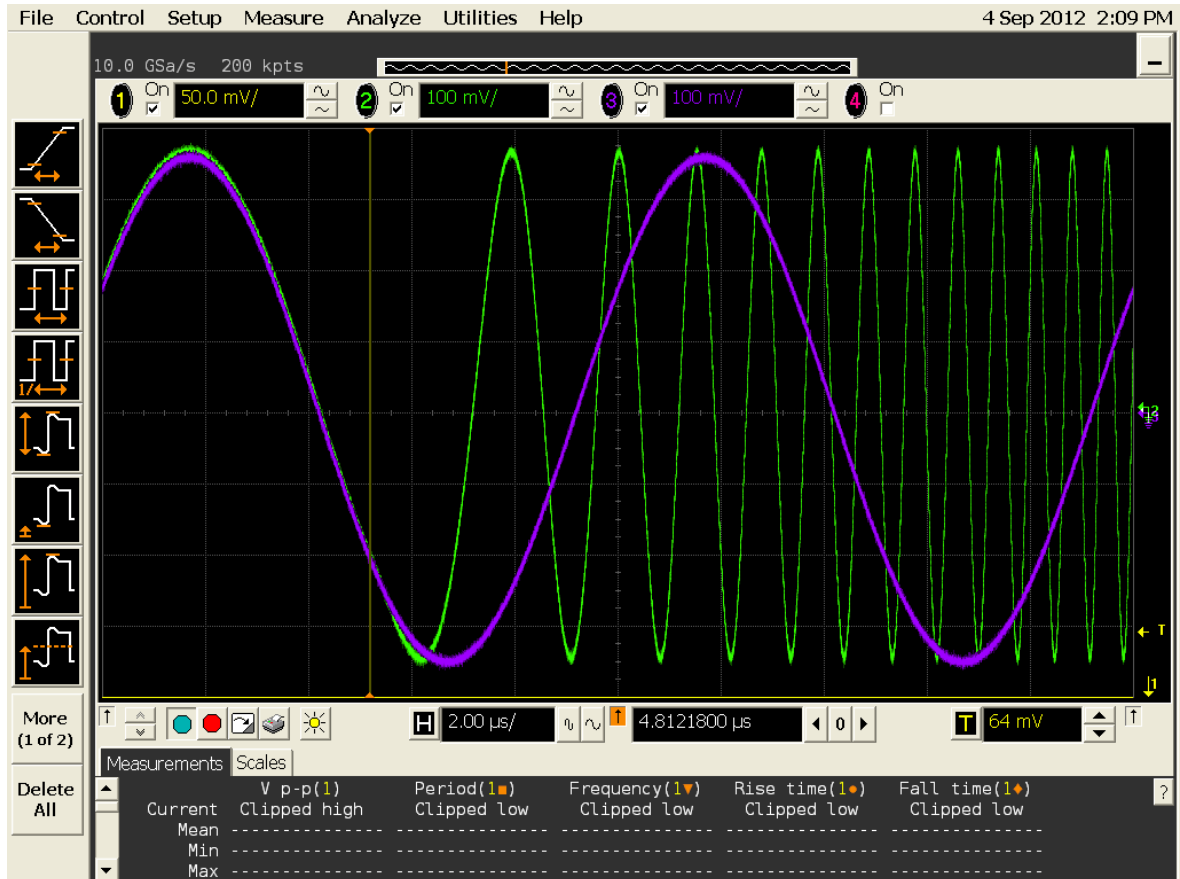 File Control Setup Measure Analyze Utilities Help 4 Sep 2012 2:09 PM
10.0 GSa/s 200 kpts
1 On 50.0 mV/ 2 On 100 mV/ 3 On 100 mV/ 4 On
1/
2
T
1
More
(1 of 2)
Delete
All
H 2.00 µs/ 4.8121800 µs 0 T 64 mV
Measurements Scales
V p-p(1) Period(1■) Frequency(1▼) Rise time(1●) Fall time(1♦) ?
Current Clipped high Clipped low Clipped low Clipped low Clipped low
Mean --------------- --------------- --------------- --------------- ---------------
Min --------------- --------------- --------------- --------------- ---------------
Max --------------- --------------- --------------- --------------- ---------------